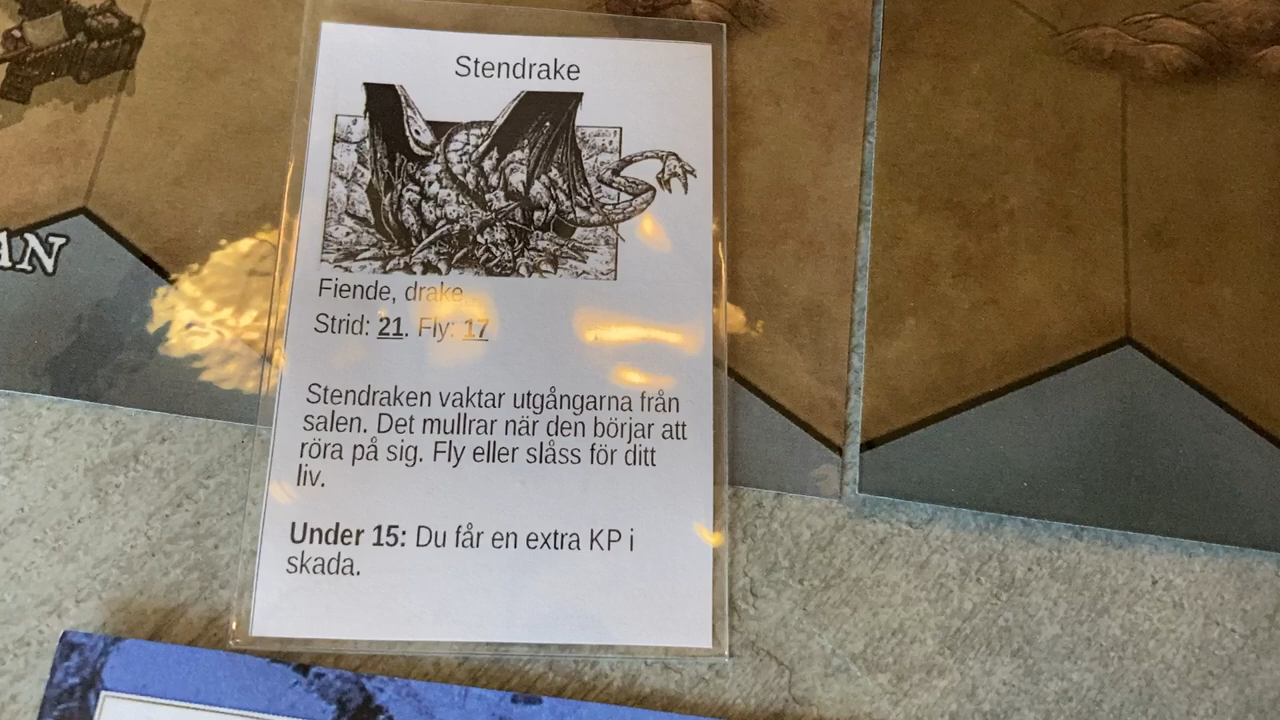 Stendrake
AN
Fiende, drake
Strid: 21. Fly: 17
Stendraken vaktar utgångarna från
salen. Det mullrar när den börjar att
röra på sig. Fly eller slåss för ditt
liv.
Under 15: Du får en extra KP i
skada.